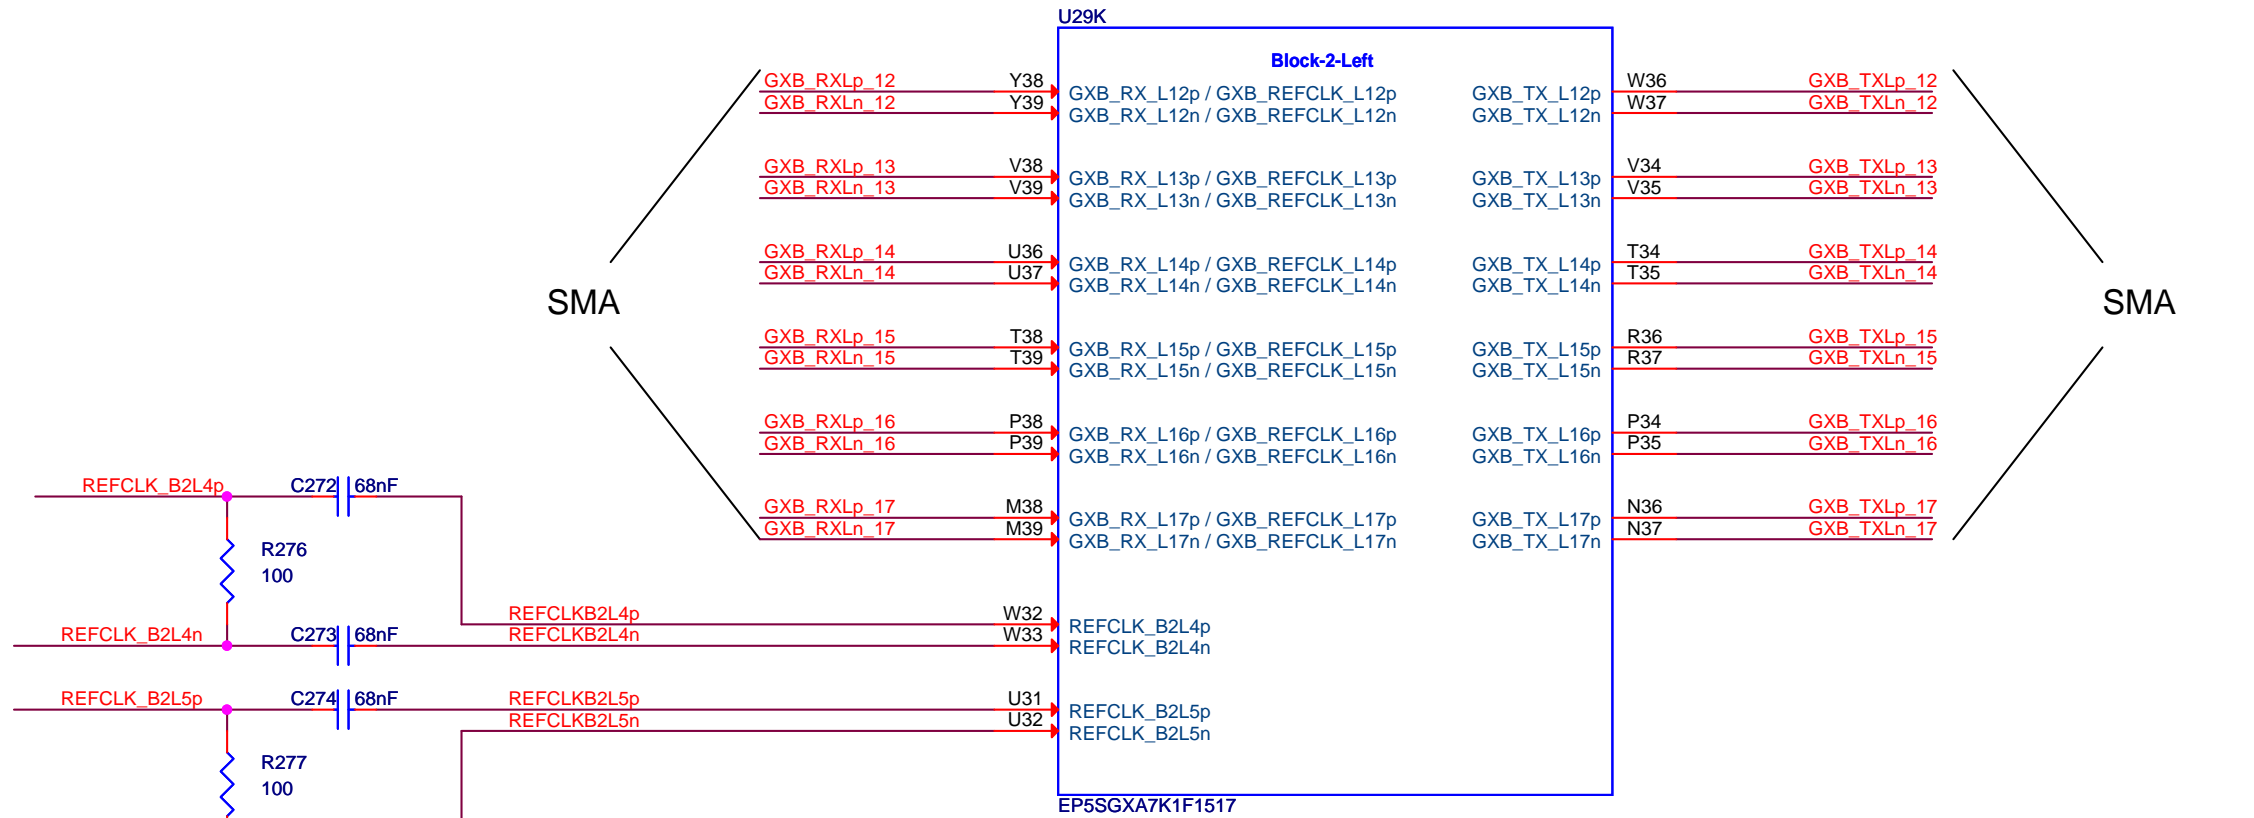 U29K
Block-2-Left
GXB_RXLp_12 Y38 GXB_RX_L12p / GXB_REFCLK_L12p GXB_TX_L12p W36 GXB_TXLp_12
GXB_RXLn_12 Y39 GXB_RX_L12n / GXB_REFCLK_L12n GXB_TX_L12n W37 GXB_TXLn_12
GXB_RXLp_13 V38 GXB_RX_L13p / GXB_REFCLK_L13p GXB_TX_L13p V34 GXB_TXLp_13
GXB_RXLn_13 V39 GXB_RX_L13n / GXB_REFCLK_L13n GXB_TX_L13n V35 GXB_TXLn_13
GXB_RXLp_14 U36 GXB_RX_L14p / GXB_REFCLK_L14p GXB_TX_L14p T34 GXB_TXLp_14
GXB_RXLn_14 U37 GXB_RX_L14n / GXB_REFCLK_L14n GXB_TX_L14n T35 GXB_TXLn_14
SMA SMA
GXB_RXLp_15 T38 GXB_RX_L15p / GXB_REFCLK_L15p GXB_TX_L15p R36 GXB_TXLp_15
GXB_RXLn_15 T39 GXB_RX_L15n / GXB_REFCLK_L15n GXB_TX_L15n R37 GXB_TXLn_15
GXB_RXLp_16 P38 GXB_RX_L16p / GXB_REFCLK_L16p GXB_TX_L16p P34 GXB_TXLp_16
GXB_RXLn_16 P39 GXB_RX_L16n / GXB_REFCLK_L16n GXB_TX_L16n P35 GXB_TXLn_16
REFCLK_B2L4p C272 68nF
GXB_RXLp_17 M38 GXB_RX_L17p / GXB_REFCLK_L17p GXB_TX_L17p N36 GXB_TXLp_17
GXB_RXLn_17 M39 GXB_RX_L17n / GXB_REFCLK_L17n GXB_TX_L17n N37 GXB_TXLn_17
R276
100
REFCLKB2L4p W32 REFCLK_B2L4p
REFCLK_B2L4n C273 68nF REFCLKB2L4n W33 REFCLK_B2L4n
REFCLK_B2L5p C274 68nF REFCLKB2L5p U31 REFCLK_B2L5p
REFCLKB2L5n U32 REFCLK_B2L5n
R277
100
EP5SGXA7K1F1517